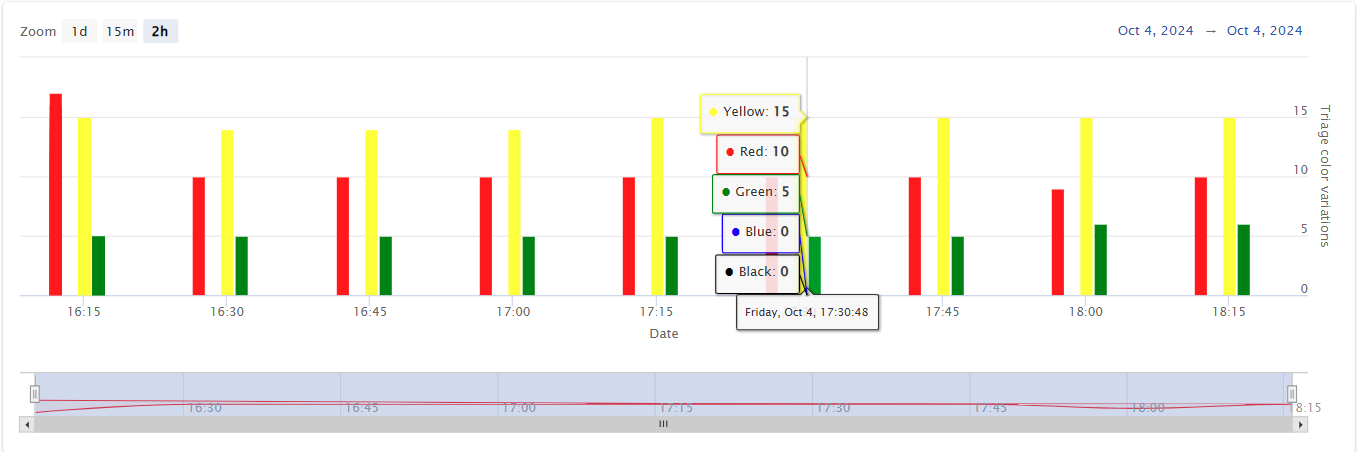 Zoom 1d 15m 2h
Oct 4, 2024 → Oct 4, 2024
Yellow: 15
Red: 10
Green: 5
Blue: 0
Black: 0
Friday, Oct 4, 17:30:48
15
10
5
0
Triage color variations
16:15 16:30 16:45 17:00 17:15 17:45 18:00 18:15
Date
16:30 16:45 17:00 17:15 17:30 17:45 18:00 18:15